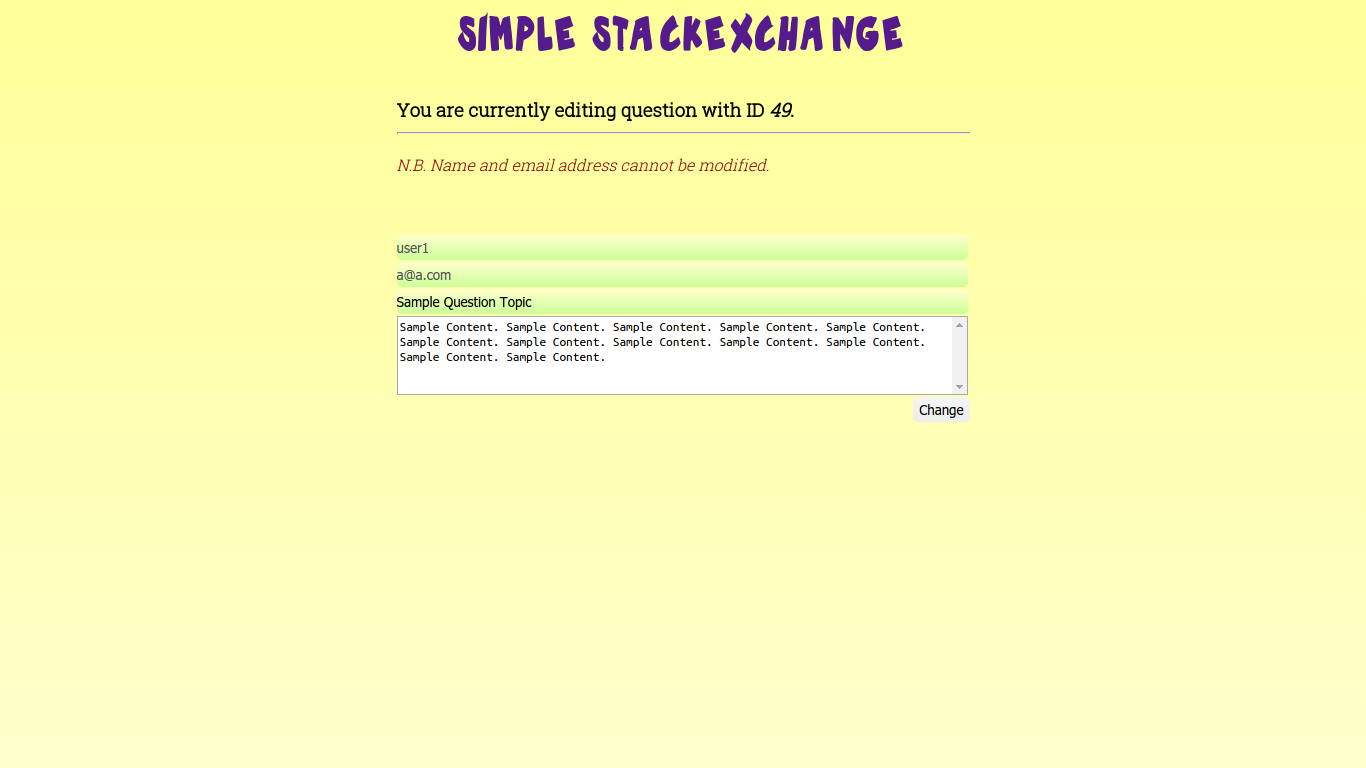 SIMPLE STACKEXCHANGE
You are currently editing question with ID 49.
N.B. Name and email address cannot be modified.
user1
a@a.com
Sample Question Topic
Sample Content. Sample Content. Sample Content. Sample Content. Sample Content.
Sample Content. Sample Content. Sample Content. Sample Content. Sample Content.
Sample Content. Sample Content.
Change